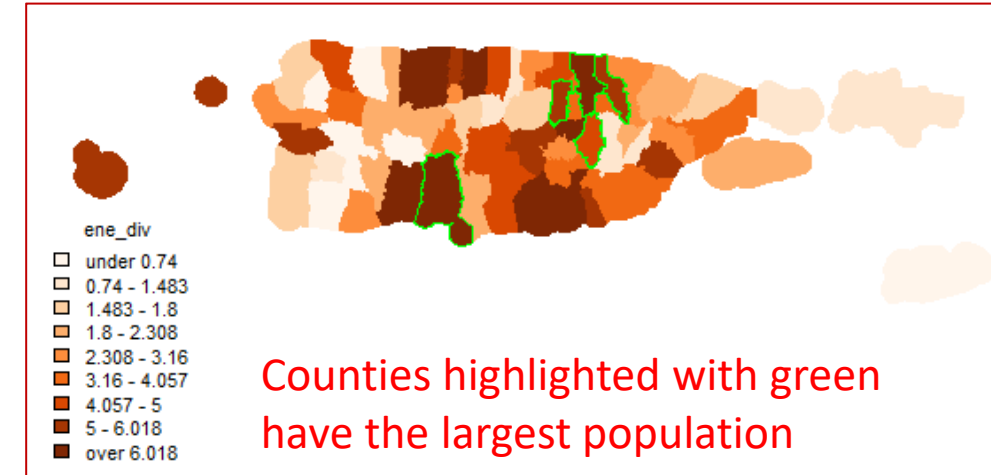 ene_div
under 0.74
0.74 - 1.483
1.483 - 1.8
1.8 - 2.308
2.308 - 3.16
3.16 - 4.057
4.057 - 5
5 - 6.018
over 6.018
Counties highlighted with green
have the largest population